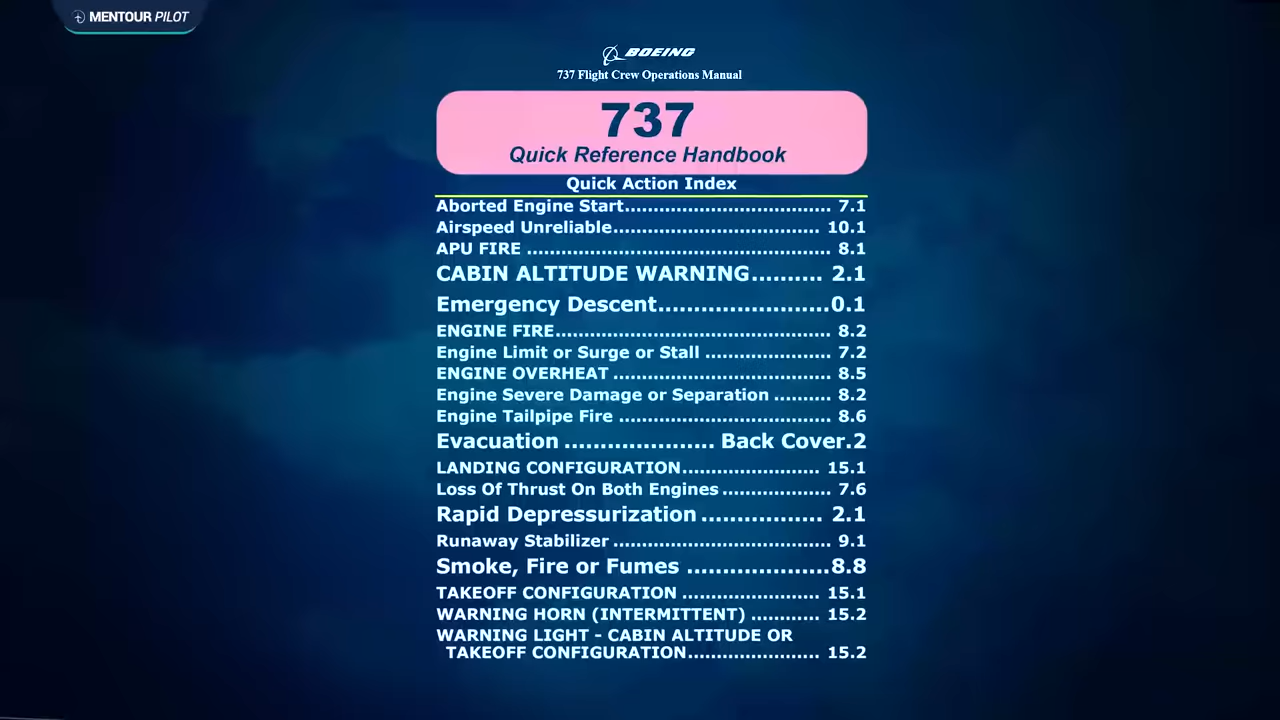 MENTOUR PILOT
BOEING
737 Flight Crew Operations Manual
737
Quick Reference Handbook
Quick Action Index
Aborted Engine Start..................................... 7.1
Airspeed Unreliable..................................... 10.1
APU FIRE ...................................................... 8.1
CABIN ALTITUDE WARNING.......... 2.1
Emergency Descent........................0.1
ENGINE FIRE................................................. 8.2
Engine Limit or Surge or Stall ...................... 7.2
ENGINE OVERHEAT ....................................... 8.5
Engine Severe Damage or Separation .......... 8.2
Engine Tailpipe Fire ...................................... 8.6
Evacuation ..................... Back Cover.2
LANDING CONFIGURATION........................ 15.1
Loss Of Thrust On Both Engines................... 7.6
Rapid Depressurization ................. 2.1
Runaway Stabilizer ....................................... 9.1
Smoke, Fire or Fumes ....................8.8
TAKEOFF CONFIGURATION ........................ 15.1
WARNING HORN (INTERMITTENT) ............ 15.2
WARNING LIGHT - CABIN ALTITUDE OR
TAKEOFF CONFIGURATION....................... 15.2